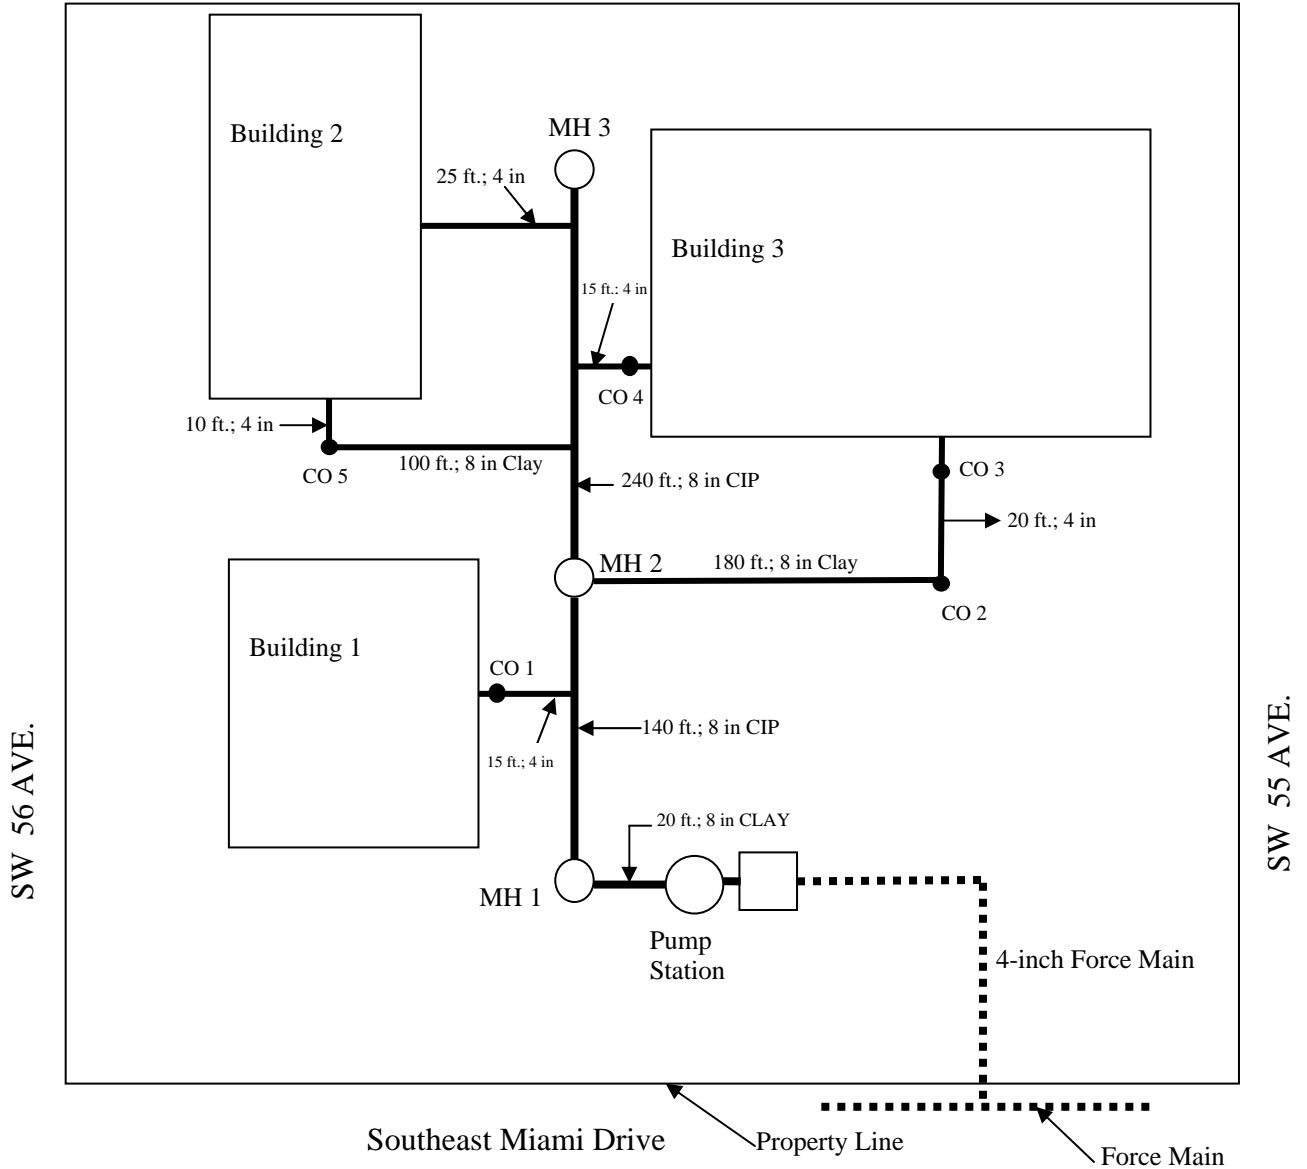 MH 3
Building 2
25 ft.; 4 in
Building 3
15 ft.: 4 in
CO 4
10 ft.; 4 in
CO 5
100 ft.; 8 in Clay
CO 3
240 ft.; 8 in CIP
20 ft.; 4 in
MH 2
180 ft.; 8 in Clay
CO 2
Building 1
CO 1
140 ft.; 8 in CIP
15 ft.; 4 in
SW 56 AVE.
SW 55 AVE.
20 ft.; 8 in CLAY
MH 1
Pump
Station
4-inch Force Main
Southeast Miami Drive
Property Line
Force Main